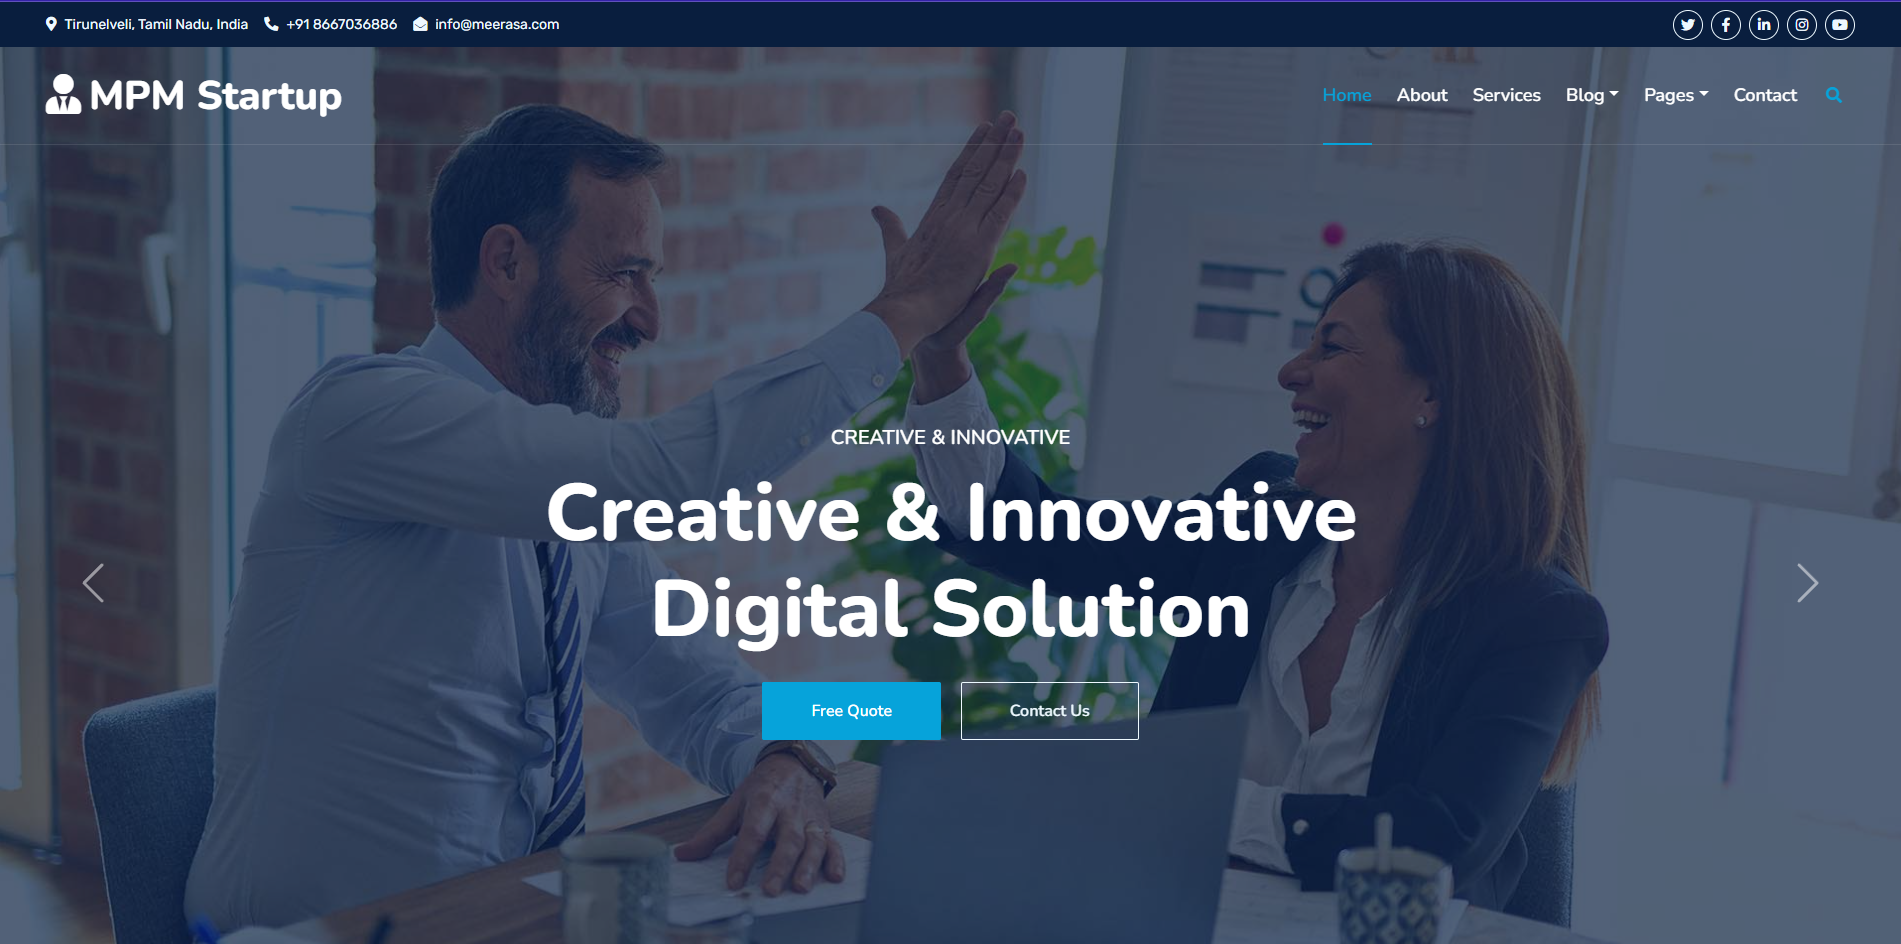 Tirunelveli, Tamil Nadu, India +91 8667036886 info@meerasa.com
MPM Startup
Home About Services Blog Pages Contact
CREATIVE & INNOVATIVE
Creative & Innovative
Digital Solution
Free Quote Contact Us